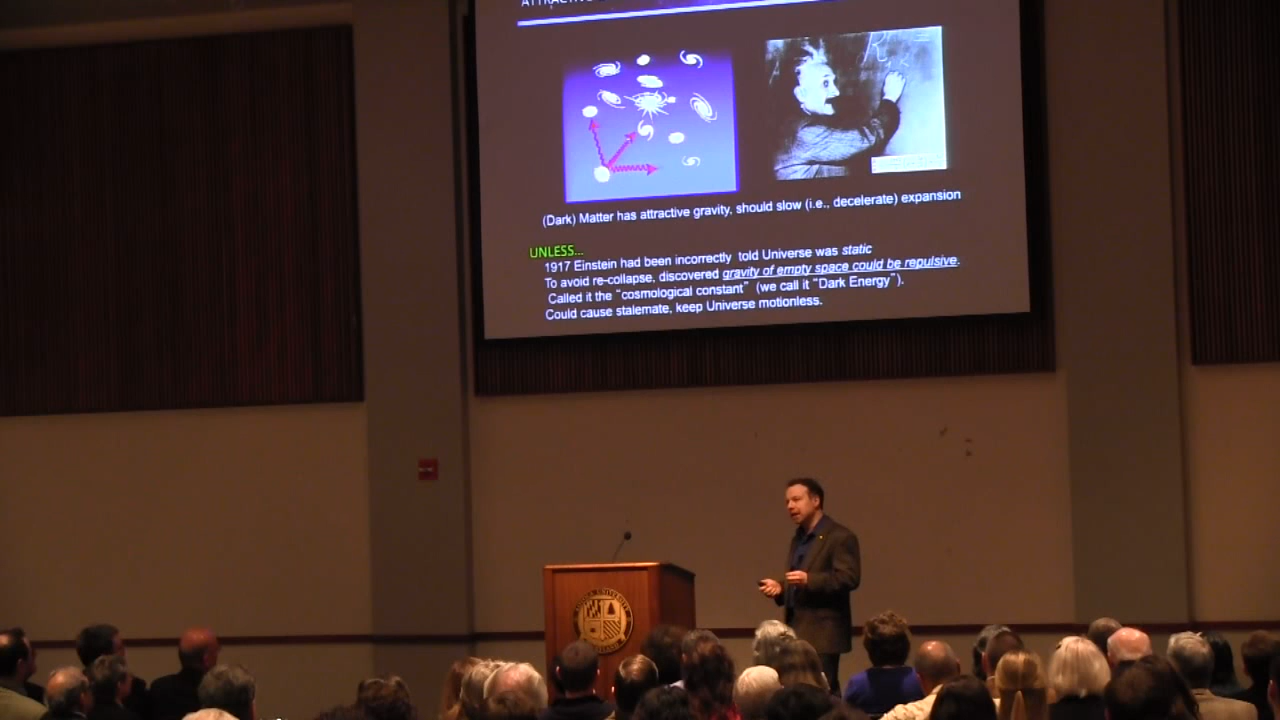 (Dark) Matter has attractive gravity, should slow (i.e., decelerate) expansion
UNLESS...
1917 Einstein had been incorrectly told Universe was static
To avoid re-collapse, discovered gravity of empty space could be repulsive.
Called it the “cosmological constant” (we call it “Dark Energy”).
Could cause stalemate, keep Universe motionless.